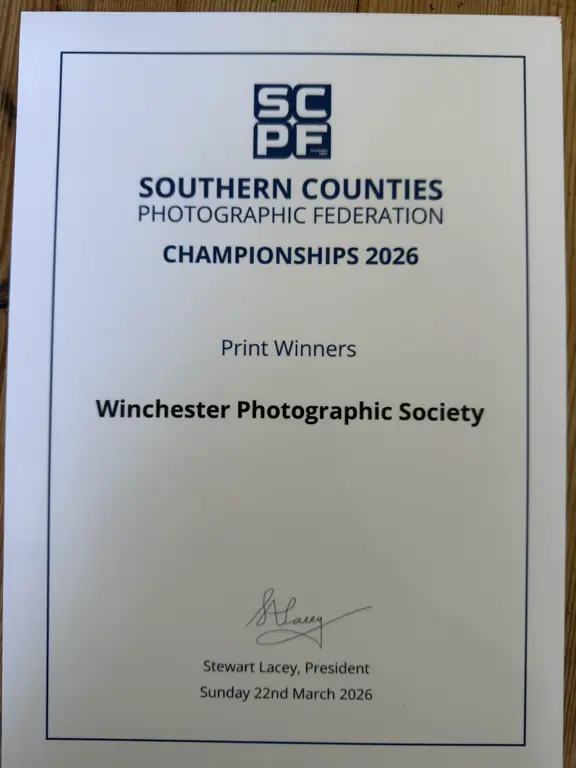 SC
PF
SOUTHERN COUNTIES
PHOTOGRAPHIC FEDERATION
CHAMPIONSHIPS 2026
Print Winners
Winchester Photographic Society
SLacey
Stewart Lacey, President
Sunday 22nd March 2026